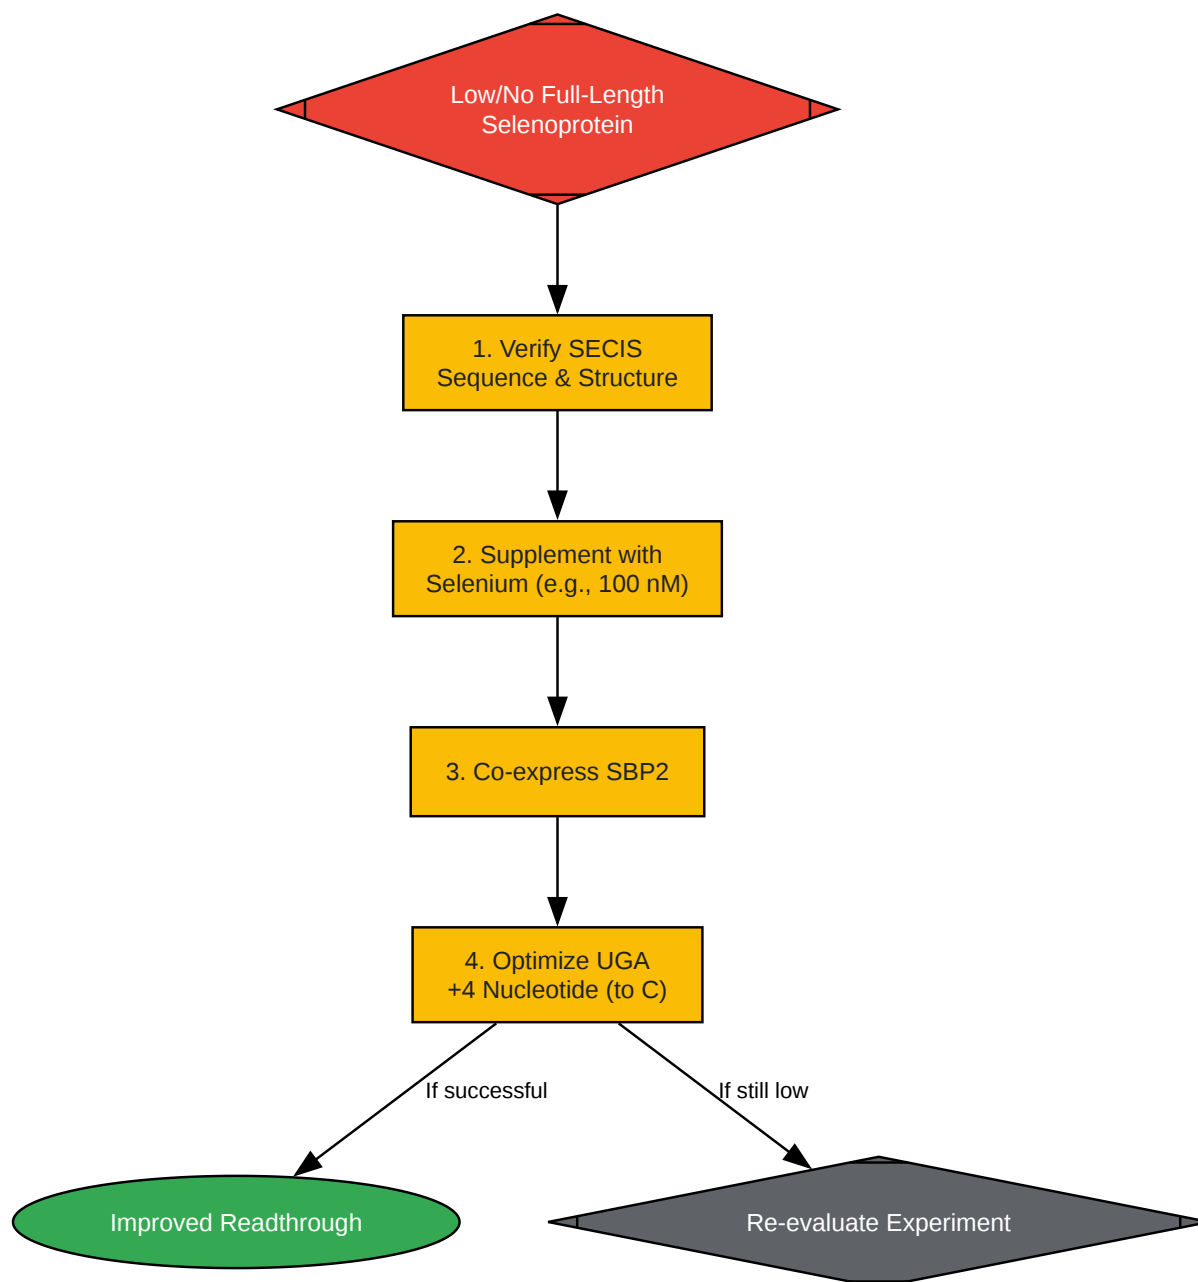 Low/No Full-Length
Selenoprotein
1. Verify SECIS
Sequence & Structure
2. Supplement with
Selenium (e.g., 100 nM)
3. Co-express SBP2
4. Optimize UGA
+4 Nucleotide (to C)
If successful
If still low
Improved Readthrough
Re-evaluate Experiment